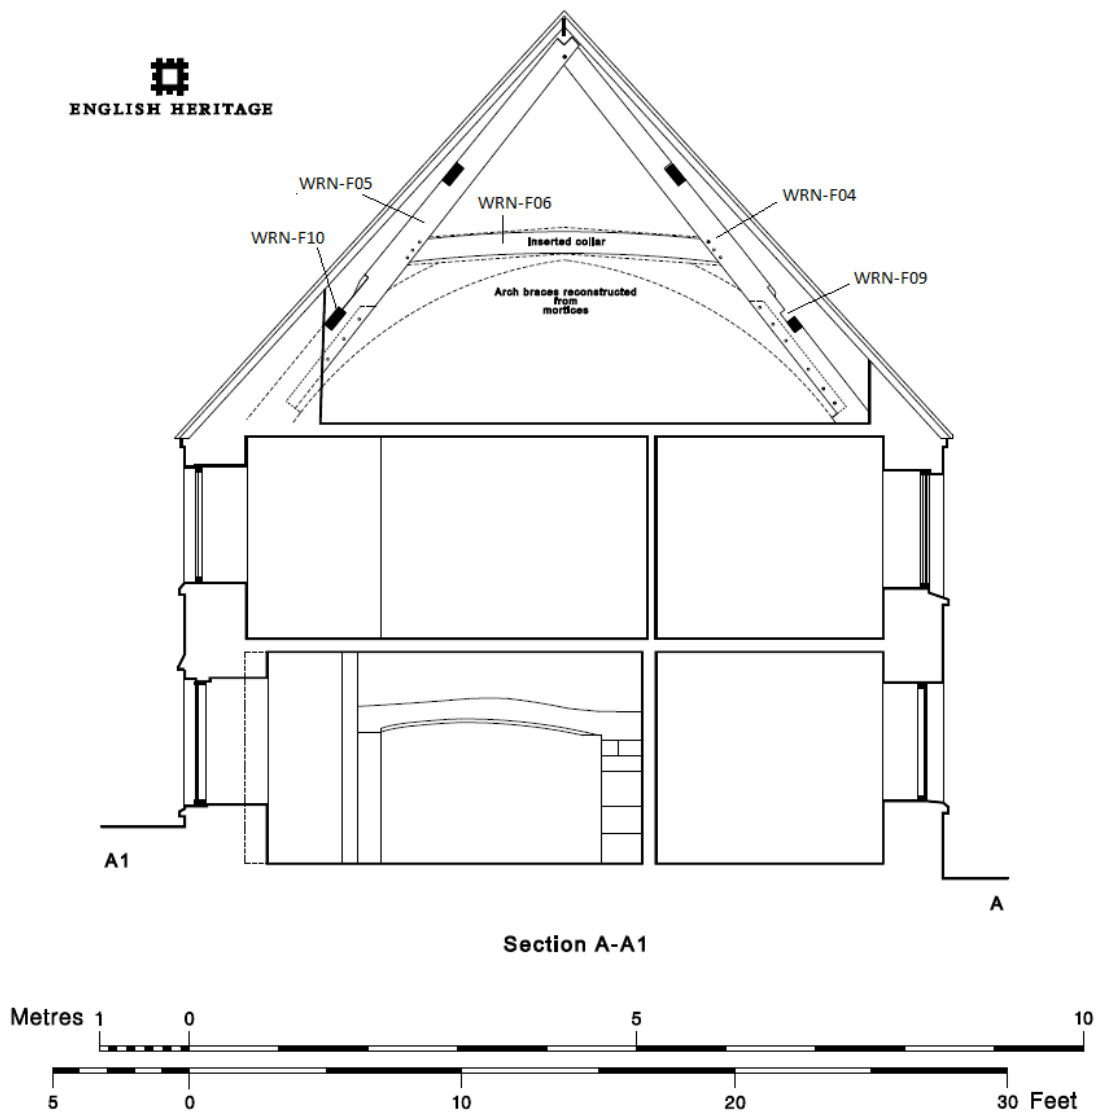 ENGLISH HERITAGE
WRN-F05
WRN-F06
WRN-F04
WRN-F10
Inserted collar
WRN-F09
Arch braces reconstructed
from
mortices
A1
A
Section A-A1
Metres 1 0 5 10
5 0 10 20 30 Feet